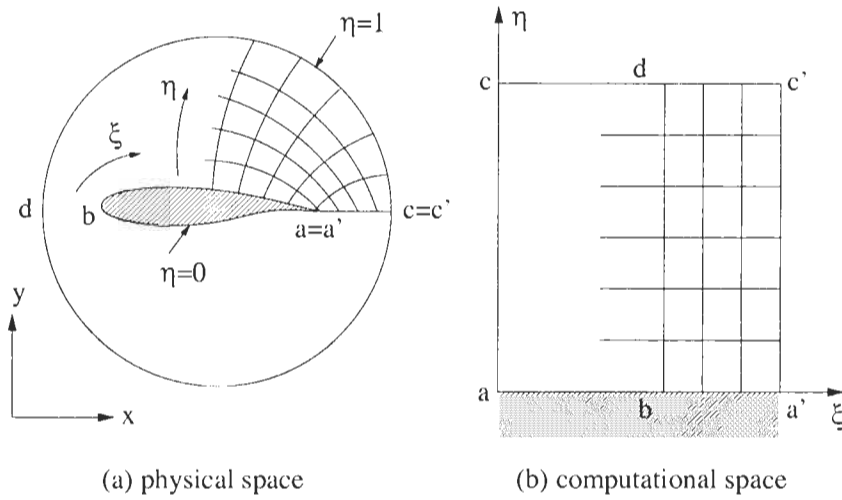 η=1
η
ξ
d
b
a=a'
c=c'
η=0
y
x
(a) physical space
η
c
d
c'
a
b
a'
ξ
(b) computational space